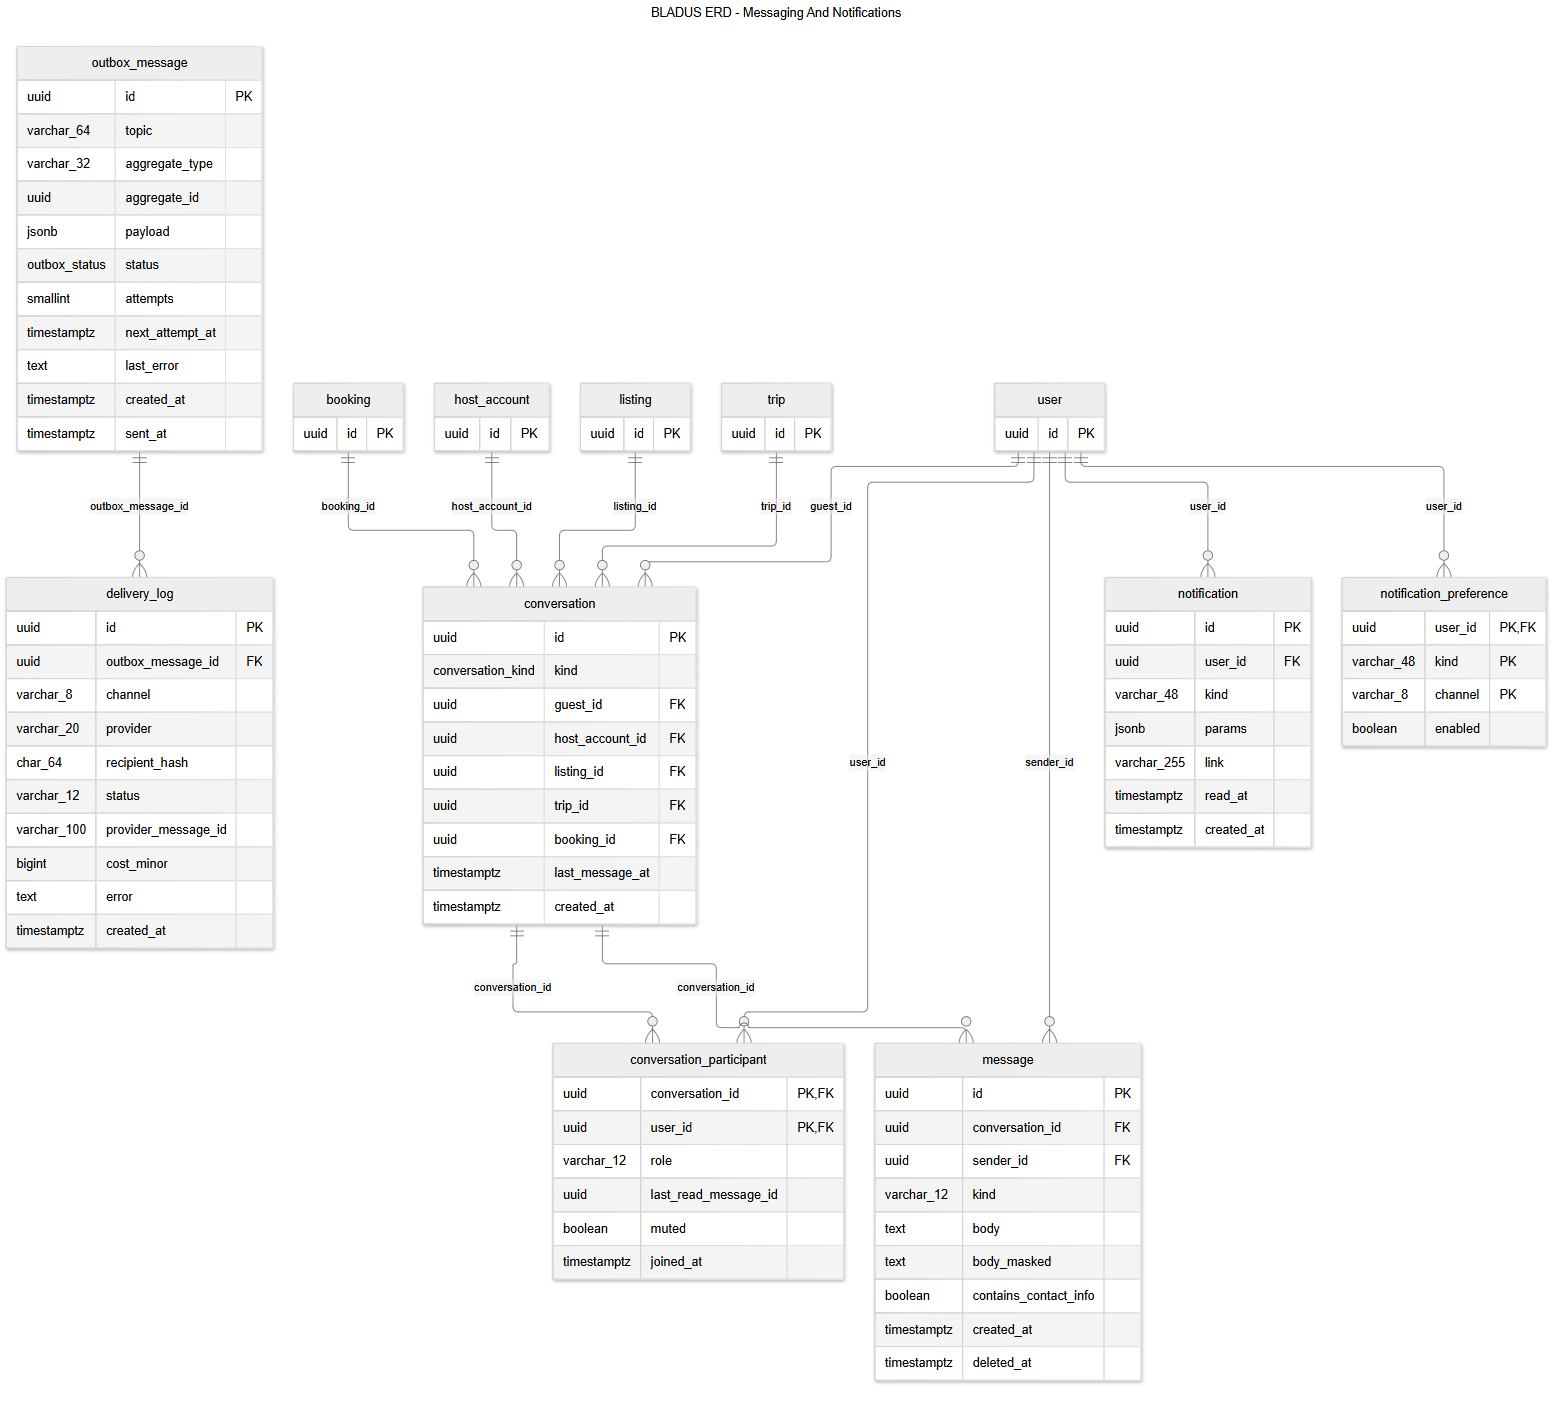 BLADUS ERD - Messaging And Notifications
outbox_message
uuid id PK
varchar_64 topic
varchar_32 aggregate_type
uuid aggregate_id
jsonb payload
outbox_status status
smallint attempts
timestamptz next_attempt_at
text last_error
timestamptz created_at
timestamptz sent_at
booking
uuid id PK
host_account
uuid id PK
listing
uuid id PK
trip
uuid id PK
user
uuid id PK
outbox_message_id
booking_id
host_account_id
listing_id
trip_id
guest_id
user_id
user_id
delivery_log
uuid id PK
uuid outbox_message_id FK
varchar_8 channel
varchar_20 provider
char_64 recipient_hash
varchar_12 status
varchar_100 provider_message_id
bigint cost_minor
text error
timestamptz created_at
conversation
uuid id PK
conversation_kind kind
uuid guest_id FK
uuid host_account_id FK
uuid listing_id FK
uuid trip_id FK
uuid booking_id FK
timestamptz last_message_at
timestamptz created_at
user_id
sender_id
notification
uuid id PK
uuid user_id FK
varchar_48 kind
jsonb params
varchar_255 link
timestamptz read_at
timestamptz created_at
notification_preference
uuid user_id PK,FK
varchar_48 kind PK
varchar_8 channel PK
boolean enabled
conversation_id
conversation_id
conversation_participant
uuid conversation_id PK,FK
uuid user_id PK,FK
varchar_12 role
uuid last_read_message_id
boolean muted
timestamptz joined_at
message
uuid id PK
uuid conversation_id FK
uuid sender_id FK
varchar_12 kind
text body
text body_masked
boolean contains_contact_info
timestamptz created_at
timestamptz deleted_at